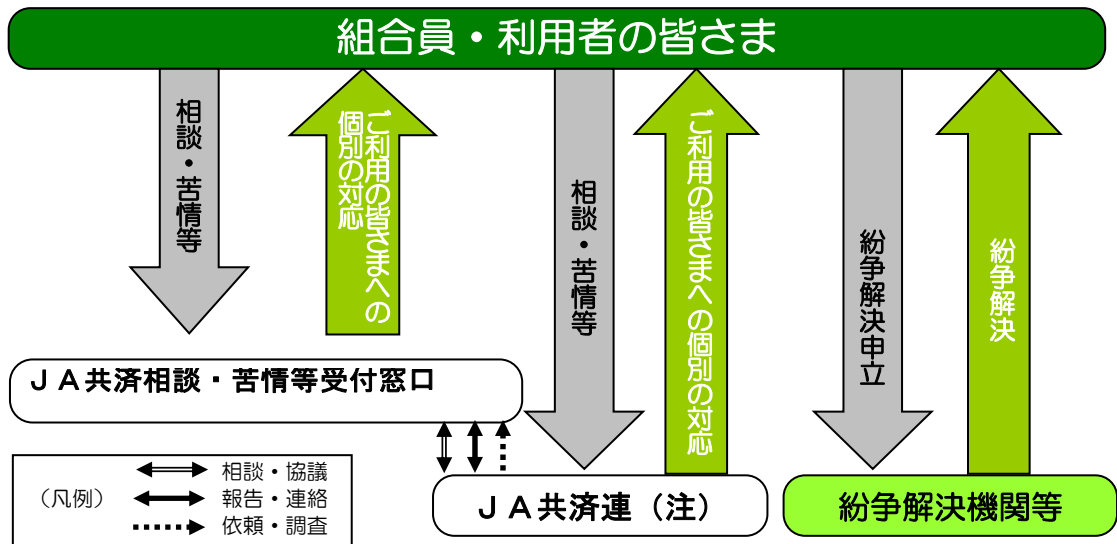 組合員・利用者の皆さま
相談・苦情等
ご利用の皆さまへの
個別の対応
相談・苦情等
ご利用の皆さまへの個別の対応
紛争解決申立
紛争解決
ＪＡ共済相談・苦情等受付窓口
（凡例）
相談・協議
報告・連絡
依頼・調査
ＪＡ共済連（注）
紛争解決機関等